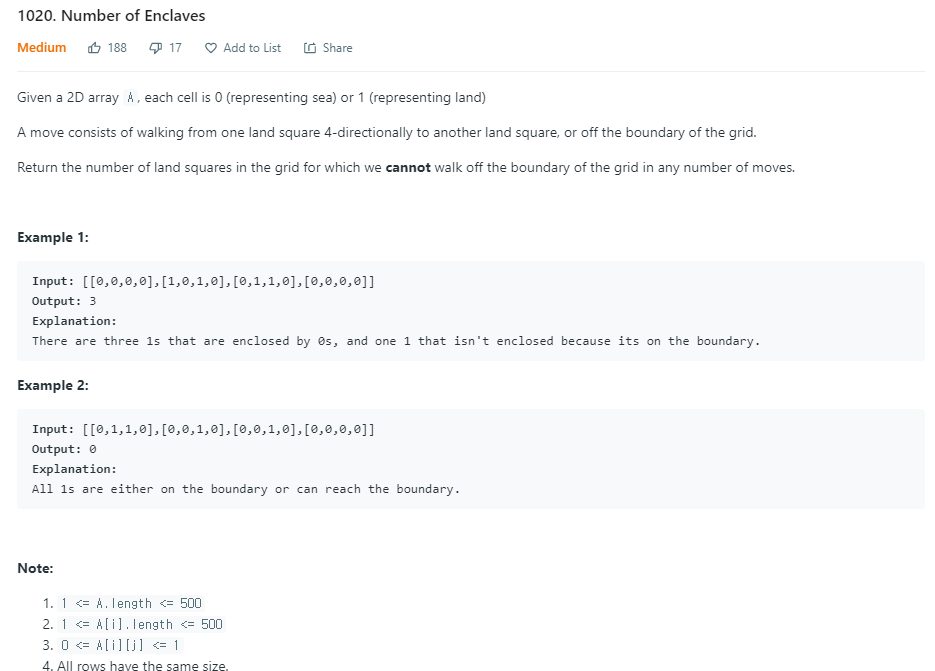 1020. Number of Enclaves
Medium 188 17 Add to List Share
Given a 2D array A, each cell is 0 (representing sea) or 1 (representing land)
A move consists of walking from one land square 4-directionally to another land square, or off the boundary of the grid.
Return the number of land squares in the grid for which we cannot walk off the boundary of the grid in any number of moves.
Example 1:
Input: [[0,0,0,0],[1,0,1,0],[0,1,1,0],[0,0,0,0]]
Output: 3
Explanation:
There are three 1s that are enclosed by 0s, and one 1 that isn't enclosed because its on the boundary.
Example 2:
Input: [[0,1,1,0],[0,0,1,0],[0,0,1,0],[0,0,0,0]]
Output: 0
Explanation:
All 1s are either on the boundary or can reach the boundary.
Note:
1. 1 <= A.length <= 500
2. 1 <= A[i].length <= 500
3. 0 <= A[i][j] <= 1
4. All rows have the same size.